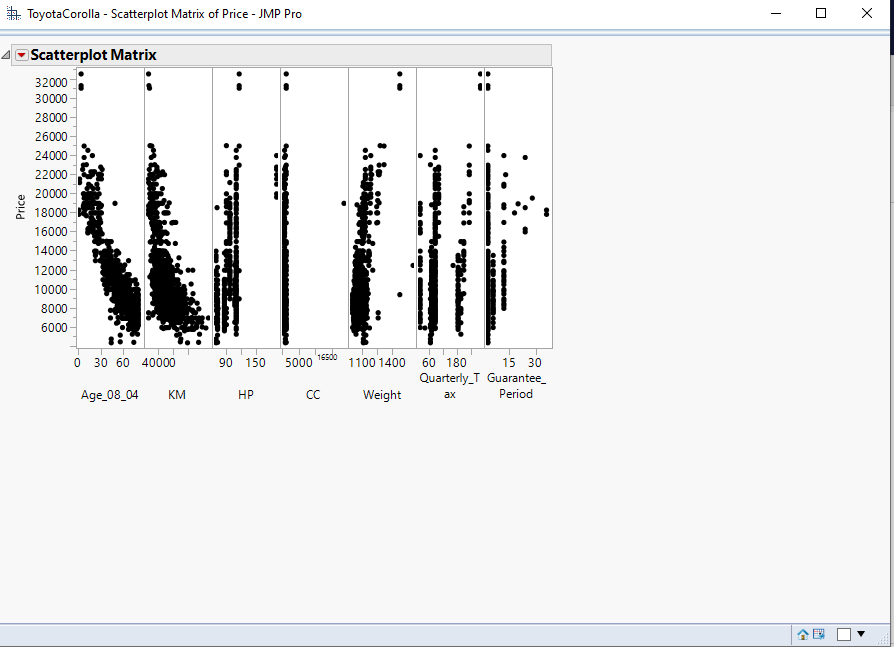 ToyotaCorolla - Scatterplot Matrix of Price - JMP Pro
Scatterplot Matrix
32000
30000
28000
26000
24000
22000
20000
18000
16000
14000
12000
10000
8000
6000
Price
0 30 60 40000 90 150 5000 16500 1100 1400 60 180 15 30
Age_08_04 KM HP CC Weight Quarterly_T
ax Guarantee_
Period